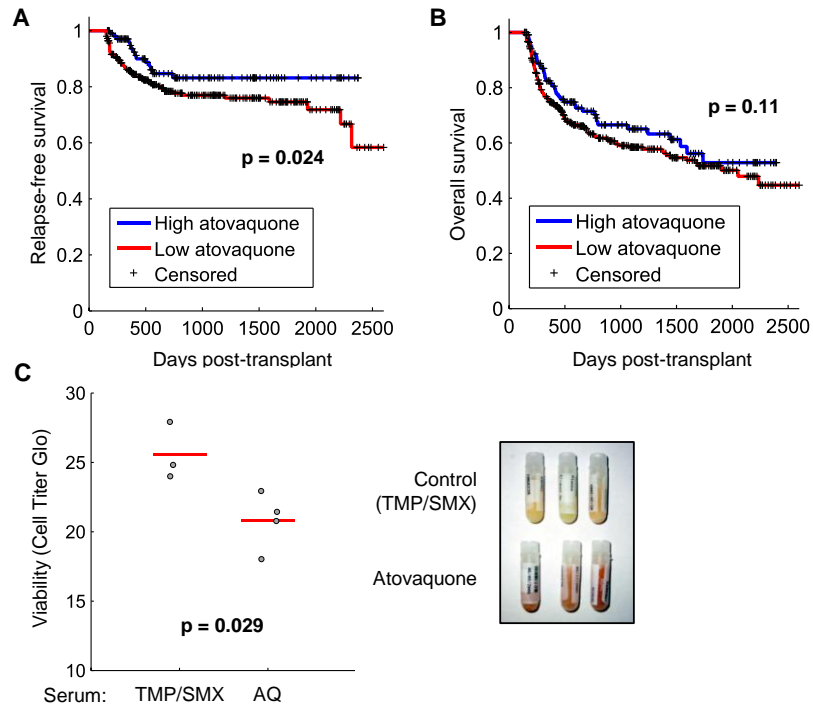 A
1
0.8
0.6
0.4
0.2
0
Relapse-free survival
p = 0.024
High atovaquone
Low atovaquone
Censored
0 500 1000 1500 2000 2500
Days post-transplant
B
1
0.8
0.6
0.4
0.2
0
Overall survival
p = 0.11
High atovaquone
Low atovaquone
Censored
0 500 1000 1500 2000 2500
Days post-transplant
C
30
25
20
15
10
Viability (Cell Titer Glo)
p = 0.029
Serum: TMP/SMX AQ
Control
(TMP/SMX)
Atovaquone